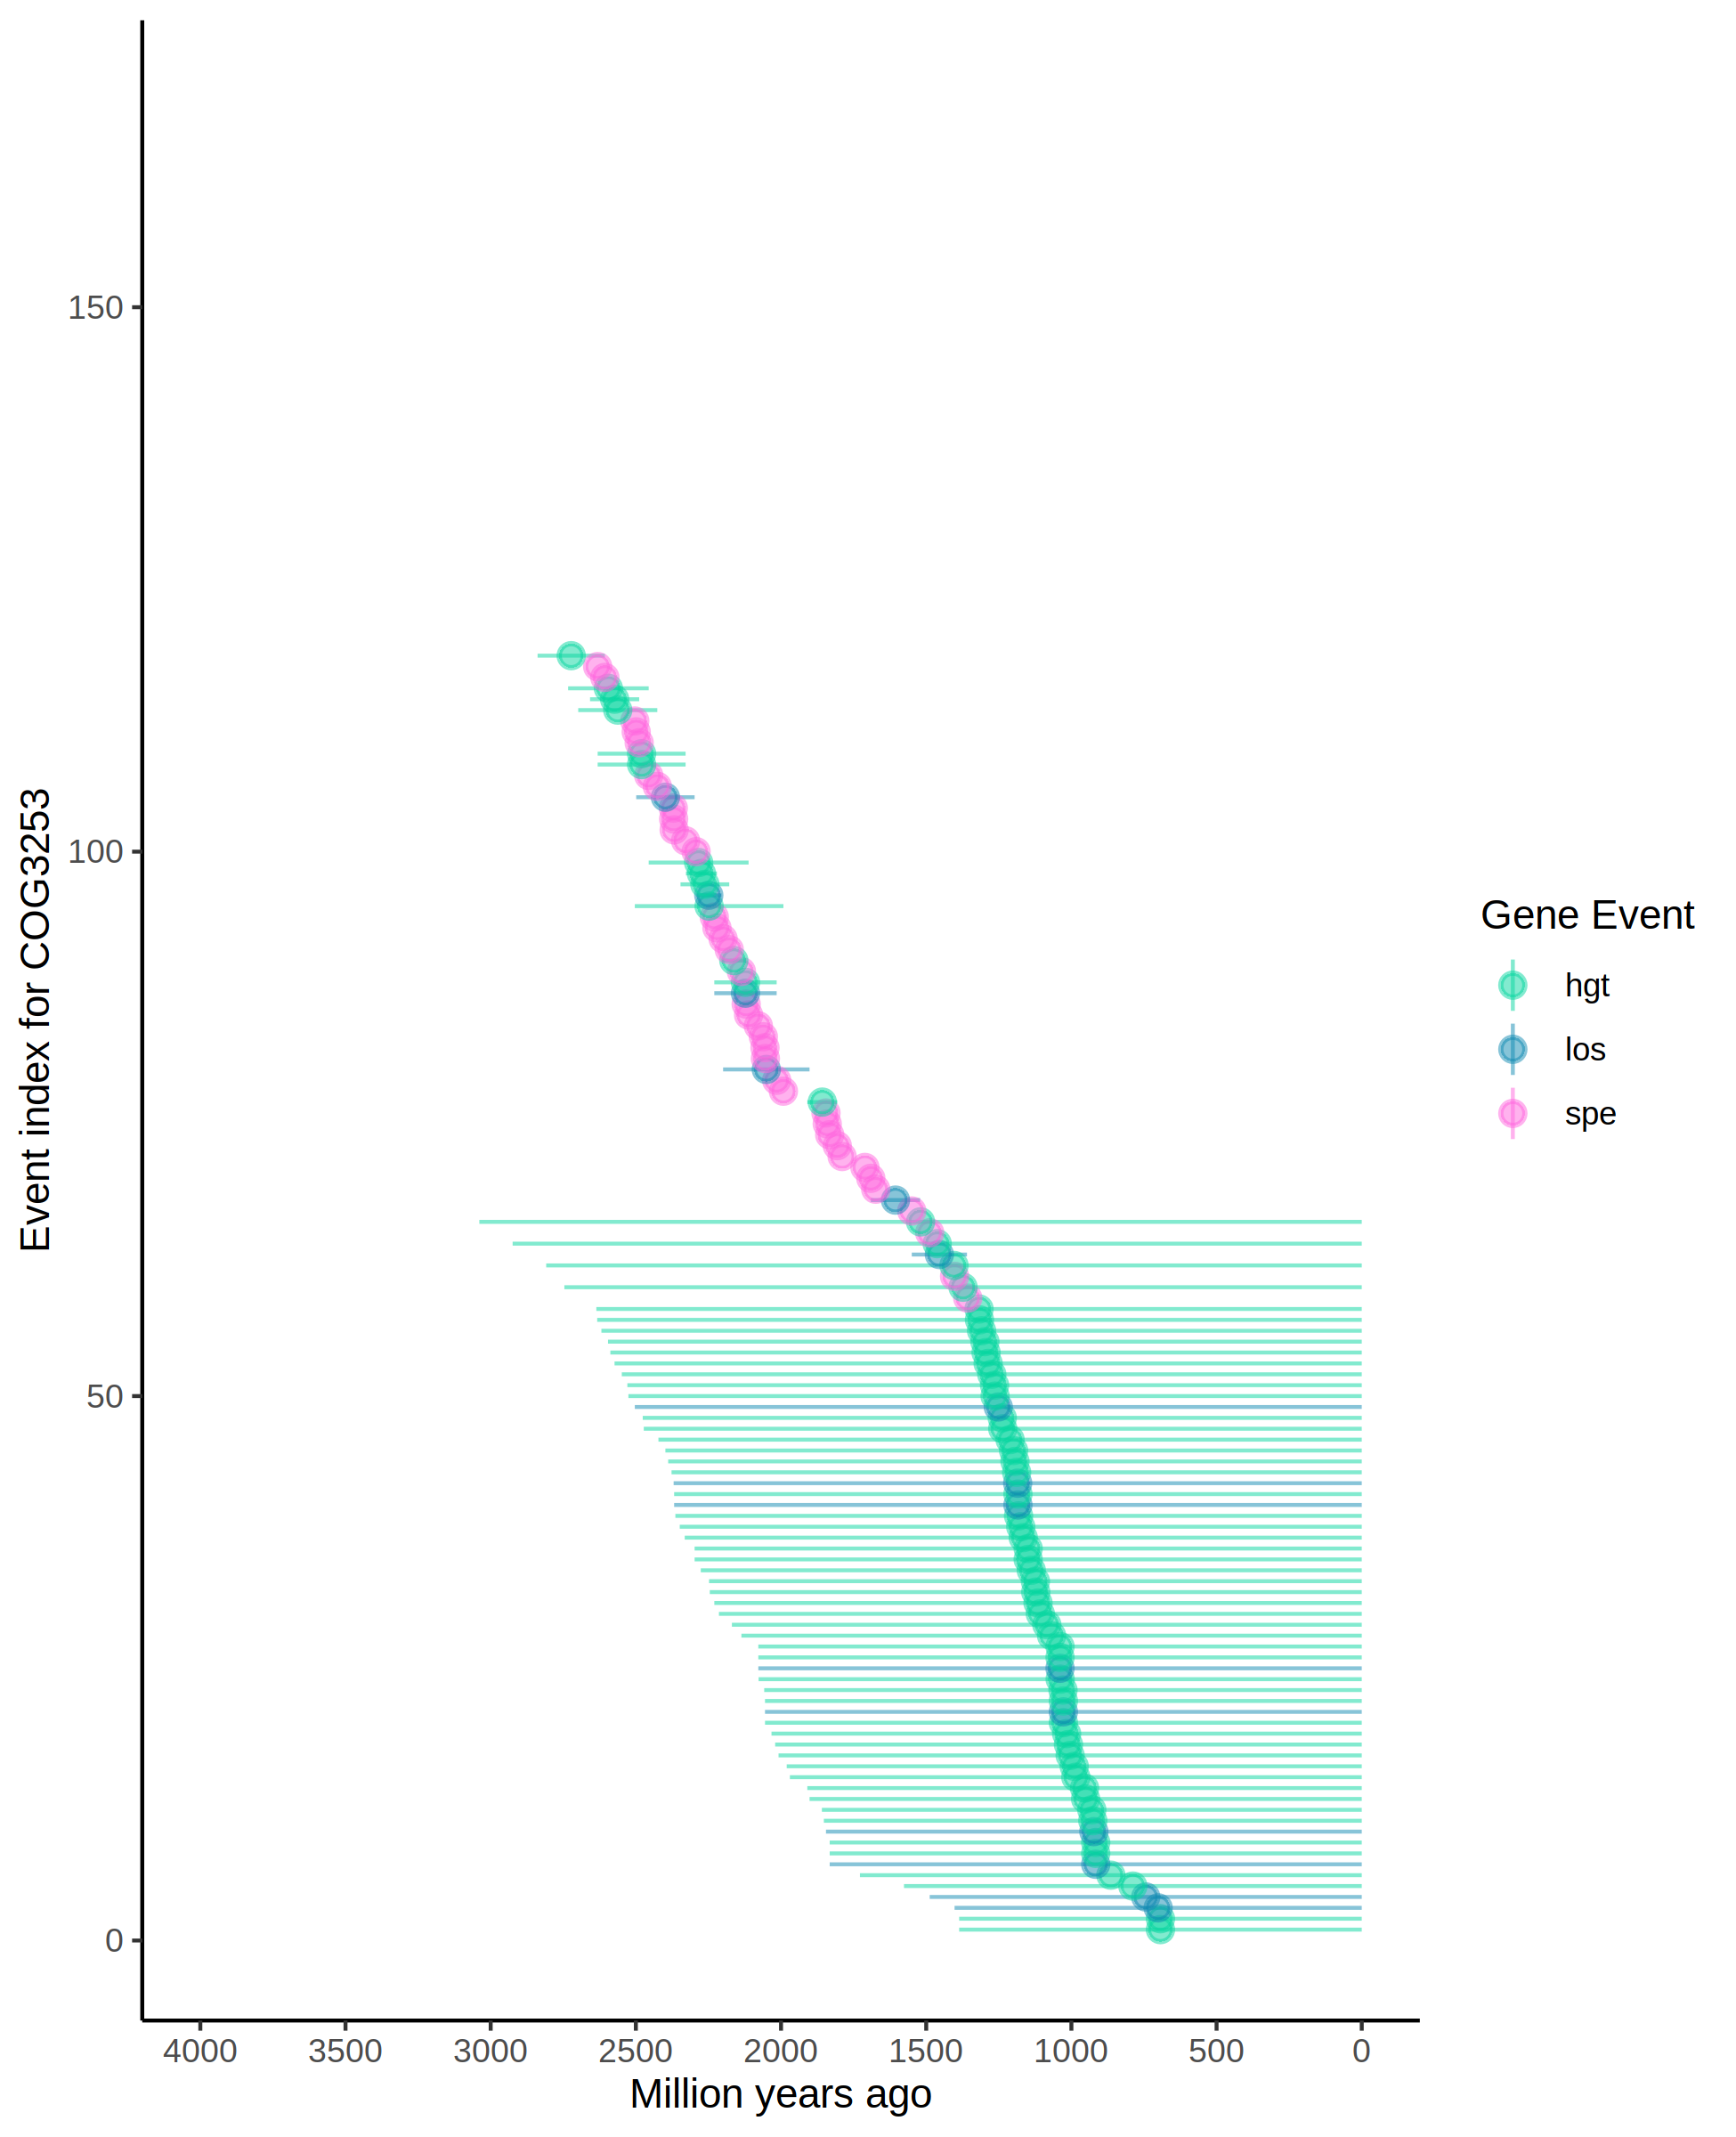 150
100
50
0
Event index for COG3253
4000 3500 3000 2500 2000 1500 1000 500 0
Million years ago
Gene Event
hgt
los
spe